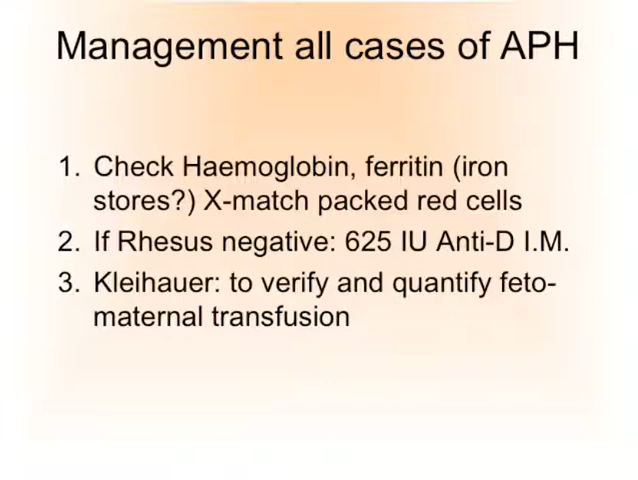 Management all cases of APH
1. Check Haemoglobin, ferritin (iron
stores?) X-match packed red cells
2. If Rhesus negative: 625 IU Anti-D I.M.
3. Kleihauer: to verify and quantify feto-
maternal transfusion